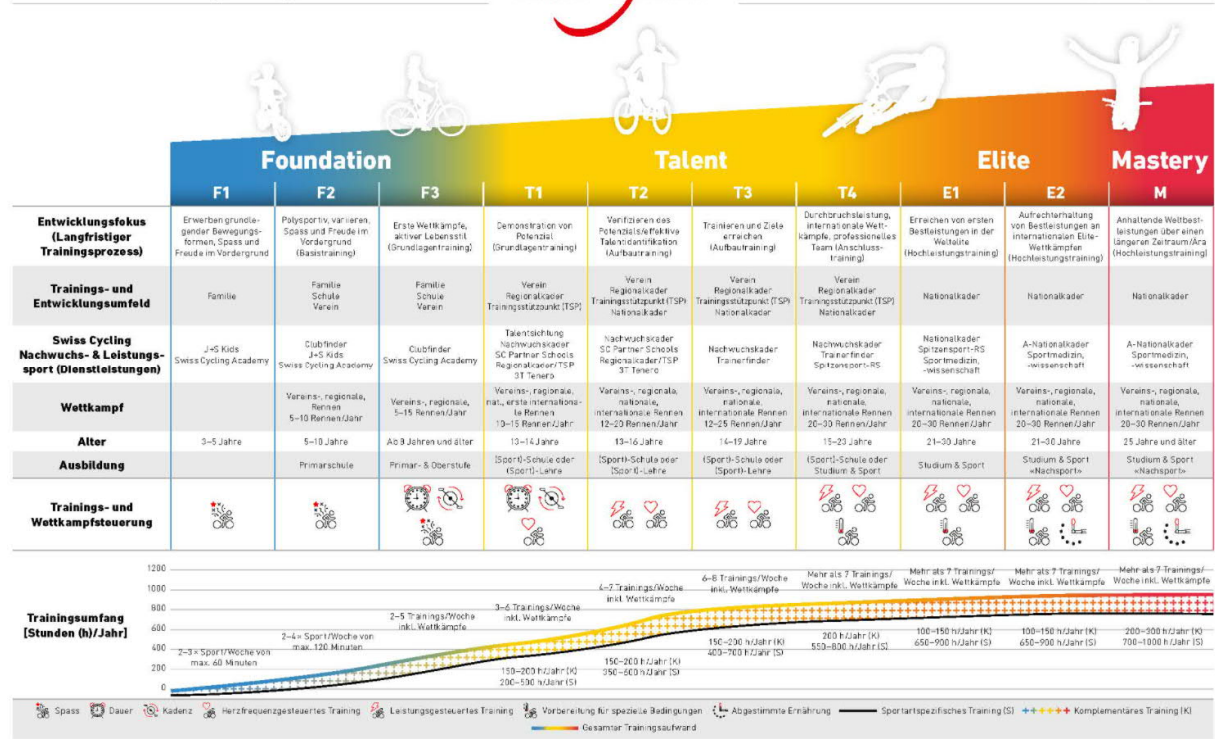 Foundation
Talent
Elite
Mastery
F1
F2
F3
T1
T2
T3
T4
E1
E2
M
Entwicklungsfokus
(Langfristiger
Trainingsprozess)
Erwerben grundle-
gender Bewegungs-
formen, Spass und
Freude im Vordergrund
Polysportiv, variieren,
Spass und Freude im
Vordergrund
(Basistraining)
Erste Wettkämpfe,
aktiver Lebensstil
(Grundlagentraining)
Demonstration von
Potenzial
(Grundlagentraining)
Verifizieren des
Potenzials/effektive
Talentidentifikation
(Aufbautraining)
Trainieren und Ziele
erreichen
(Aufbautraining)
Durchbruchsleistung,
internationale Wett-
kämpfe, professionelles
Team (Anschluss-
training)
Erreichen von ersten
Bestleistungen in der
Weltelite
(Hochleistungstraining)
Aufrechterhaltung
von Bestleistungen an
internationalen Elite-
Wettkämpfen
(Hochleistungstraining)
Anhaltende Weltbest-
leistungen über einen
längeren Zeitraum/Ära
(Hochleistungstraining)
Trainings- und
Entwicklungsumfeld
Familie
Familie
Schule
Verein
Familie
Schule
Verein
Verein
Regionalkader
Trainingsstützpunkt (TSP)
Verein
Regionalkader
Trainingsstützpunkt (TSP)
Nationalkader
Verein
Regionalkader
Trainingsstützpunkt (TSP)
Nationalkader
Verein
Regionalkader
Trainingsstützpunkt (TSP)
Nationalkader
Nationalkader
Nationalkader
Nationalkader
Swiss Cycling
Nachwuchs- & Leistungs-
sport (Dienstleistungen)
J+S Kids
Swiss Cycling Academy
Clubfinder
J+S Kids
Swiss Cycling Academy
Clubfinder
Swiss Cycling Academy
Talentsichtung
Nachwuchskader
SC Partner Schools
Regionalkader/TSP
3T Tenero
Nachwuchskader
SC Partner Schools
Regionalkader/TSP
3T Tenero
Nachwuchskader
Trainerfinder
Nachwuchskader
Trainerfinder
Spitzensport-RS
Nationalkader
Spitzensport-RS
Sportmedizin,
-wissenschaft
A-Nationalkader
Sportmedizin,
-wissenschaft
A-Nationalkader
Sportmedizin,
-wissenschaft
Wettkampf
Vereins-, regionale,
Rennen
5–10 Rennen/Jahr
Vereins-, regionale,
5–15 Rennen/Jahr
Vereins-, regionale,
nat., erste internationa-
le Rennen
10–15 Rennen/Jahr
Vereins-, regionale,
nationale,
internationale Rennen
12–20 Rennen/Jahr
Vereins-, regionale,
nationale,
internationale Rennen
12–25 Rennen/Jahr
Vereins-, regionale,
nationale,
internationale Rennen
20–30 Rennen/Jahr
Vereins-, regionale,
nationale,
internationale Rennen
20–30 Rennen/Jahr
Vereins-, regionale,
nationale,
internationale Rennen
20–30 Rennen/Jahr
Vereins-, regionale,
nationale,
internationale Rennen
20–30 Rennen/Jahr
Alter
3–5 Jahre
5–10 Jahre
Ab 8 Jahren und älter
13–14 Jahre
13–16 Jahre
14–19 Jahre
15–23 Jahre
21–30 Jahre
21–30 Jahre
25 Jahre und älter
Ausbildung
Primarschule
Primar- & Oberstufe
(Sport)-Schule oder
(Sport)-Lehre
(Sport)-Schule oder
(Sport)-Lehre
(Sport)-Schule oder
(Sport)-Lehre
(Sport)-Schule oder
Studium & Sport
Studium & Sport
Studium & Sport
«Nachsport»
Studium & Sport
«Nachsport»
Trainings- und
Wettkampfsteuerung
Trainingsumfang
[Stunden (h)/Jahr]
1200
1200
800
600
400
200
0
2–3× Sport/Woche von
max. 60 Minuten
2–4× Sport/Woche von
max. 120 Minuten
2–5 Trainings/Woche
inkl. Wettkämpfe
3–6 Trainings/Woche
inkl. Wettkämpfe
4–7 Trainings/Woche
inkl. Wettkämpfe
6–8 Trainings/Woche
inkl. Wettkämpfe
Mehr als 7 Trainings/
Woche inkl. Wettkämpfe
Mehr als 7 Trainings/
Woche inkl. Wettkämpfe
Mehr als 7 Trainings/
Woche inkl. Wettkämpfe
Mehr als 7 Trainings/
Woche inkl. Wettkämpfe
150–200 h/Jahr (K)
200–500 h/Jahr (S)
150–200 h/Jahr (K)
350–600 h/Jahr (S)
150–200 h/Jahr (K)
400–700 h/Jahr (S)
200 h/Jahr (K)
550–800 h/Jahr (S)
100–150 h/Jahr (K)
650–900 h/Jahr (S)
100–150 h/Jahr (K)
650–900 h/Jahr (S)
200–300 h/Jahr (K)
700–1000 h/Jahr (S)
Spass
Dauer
Kadenz
Herzfrequenzgesteuertes Training
Leistungsgesteuertes Training
Vorbereitung für spezielle Bedingungen
Abgestimmte Ernährung
Sportartspezifisches Training (S)
Komplementäres Training (K)
Gesamter Trainingsaufwand